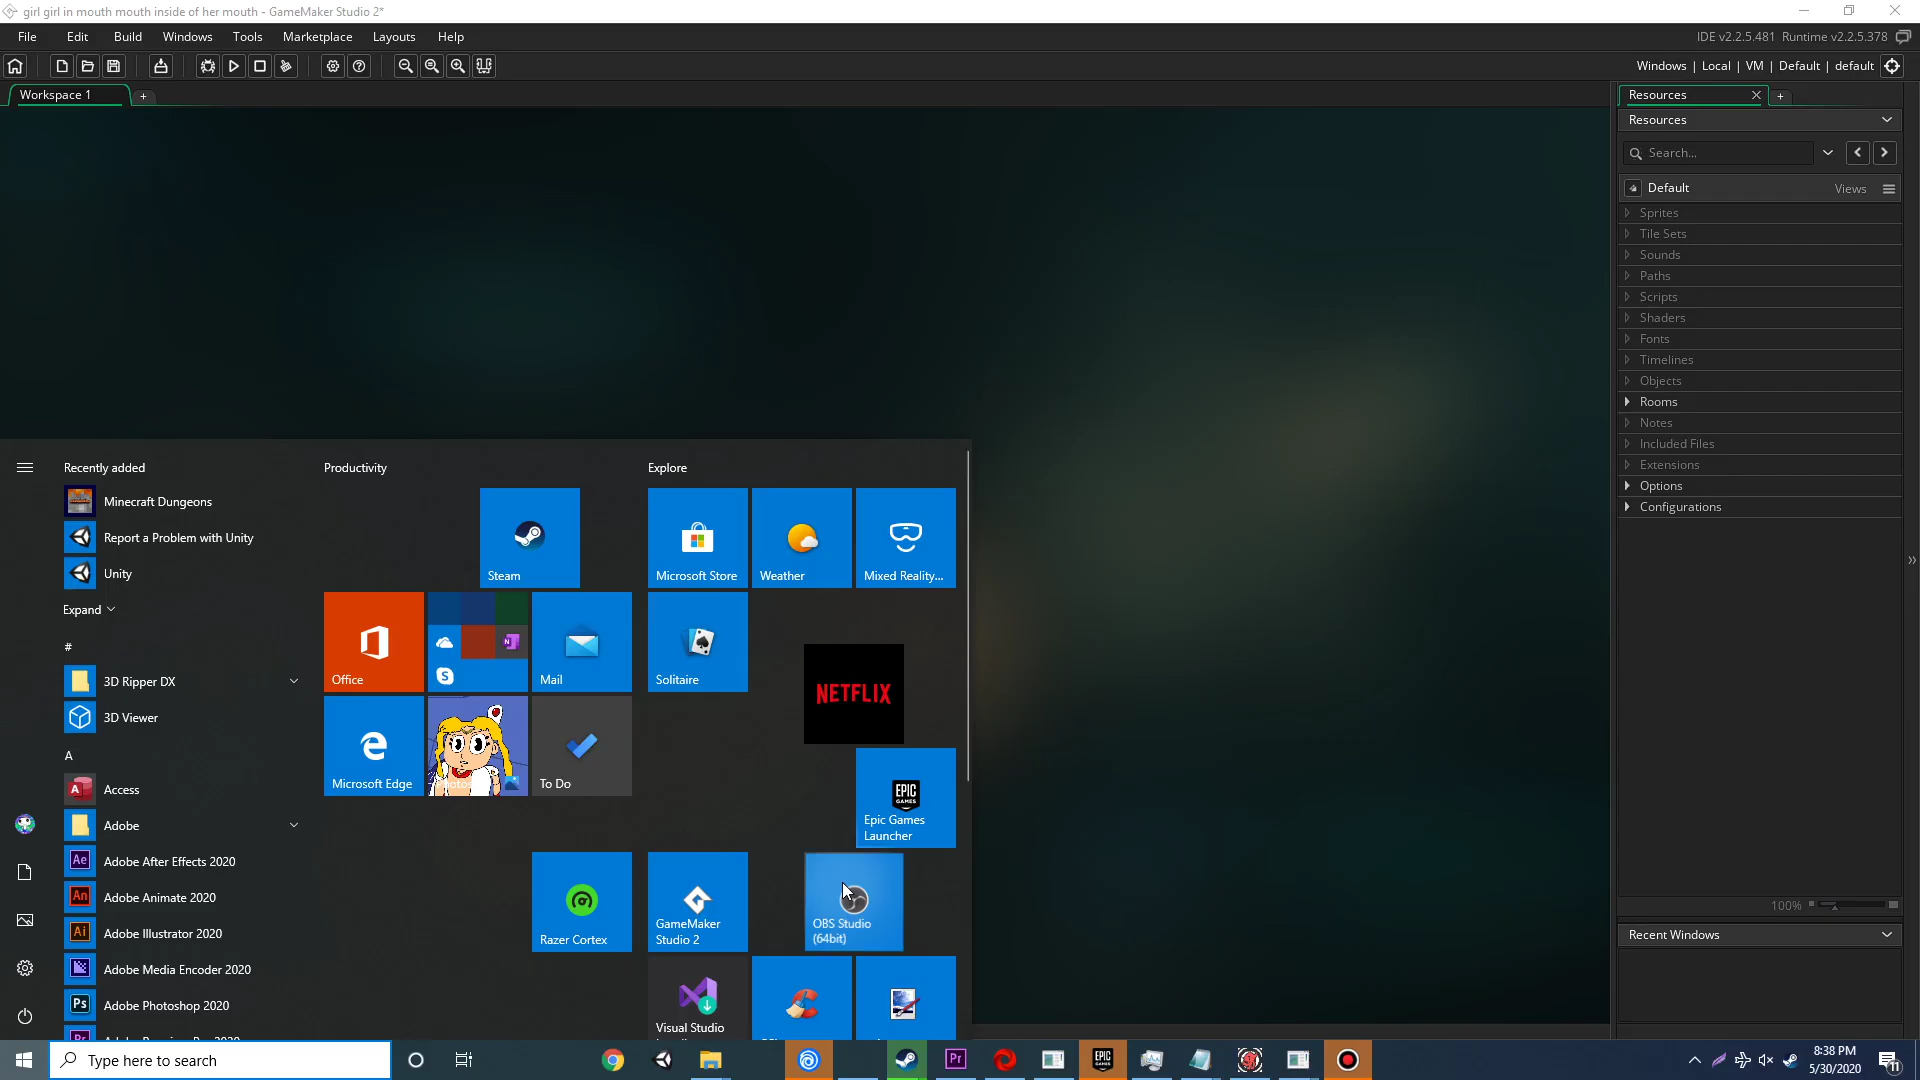 girl girl in mouth mouth inside of her mouth - GameMaker Studio 2*
File Edit Build Windows Tools Marketplace Layouts Help
IDE v2.2.5.481 Runtime v2.2.5.378
Windows | Local | VM | Default | default
Workspace 1
Resources
Resources
Search...
Default
Views
Sprites
Tile Sets
Sounds
Paths
Scripts
Shaders
Fonts
Timelines
Objects
Rooms
Notes
Included Files
Extensions
Options
Configurations
100%
Recent Windows
Recently added
Minecraft Dungeons
Report a Problem with Unity
Unity
Expand
#
3D Ripper DX
3D Viewer
A
Access
Adobe
Adobe After Effects 2020
Adobe Animate 2020
Adobe Illustrator 2020
Adobe Media Encoder 2020
Adobe Photoshop 2020
Productivity
Steam
Office
Mail
Microsoft Edge
Photos
To Do
Razer Cortex
Explore
Microsoft Store
Weather
Mixed Reality...
Solitaire
NETFLIX
EPIC GAMES
Epic Games
Launcher
GameMaker
Studio 2
OBS Studio
(64bit)
Visual Studio
Type here to search
8:38 PM
5/30/2020
11